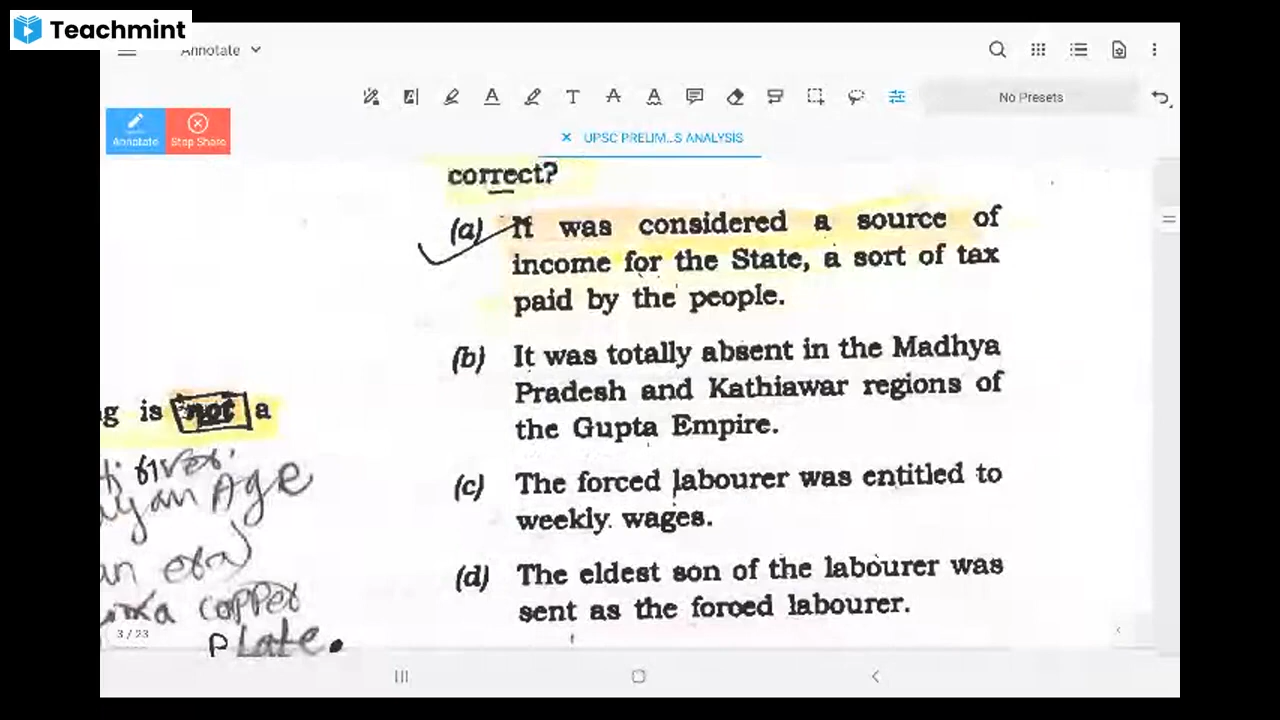 Teachmint
Annotate
No Presets
Annotate
Stop Share
UPSC PRELIM...S ANALYSIS
correct?
(a) It was considered a source of
income for the State, a sort of tax
paid by the people.
(b) It was totally absent in the Madhya
Pradesh and Kathiawar regions of
the Gupta Empire.
(c) The forced labourer was entitled to
weekly wages.
(d) The eldest son of the labourer was
sent as the forced labourer.
g is not a
Age
copper
Plate.
3 / 23